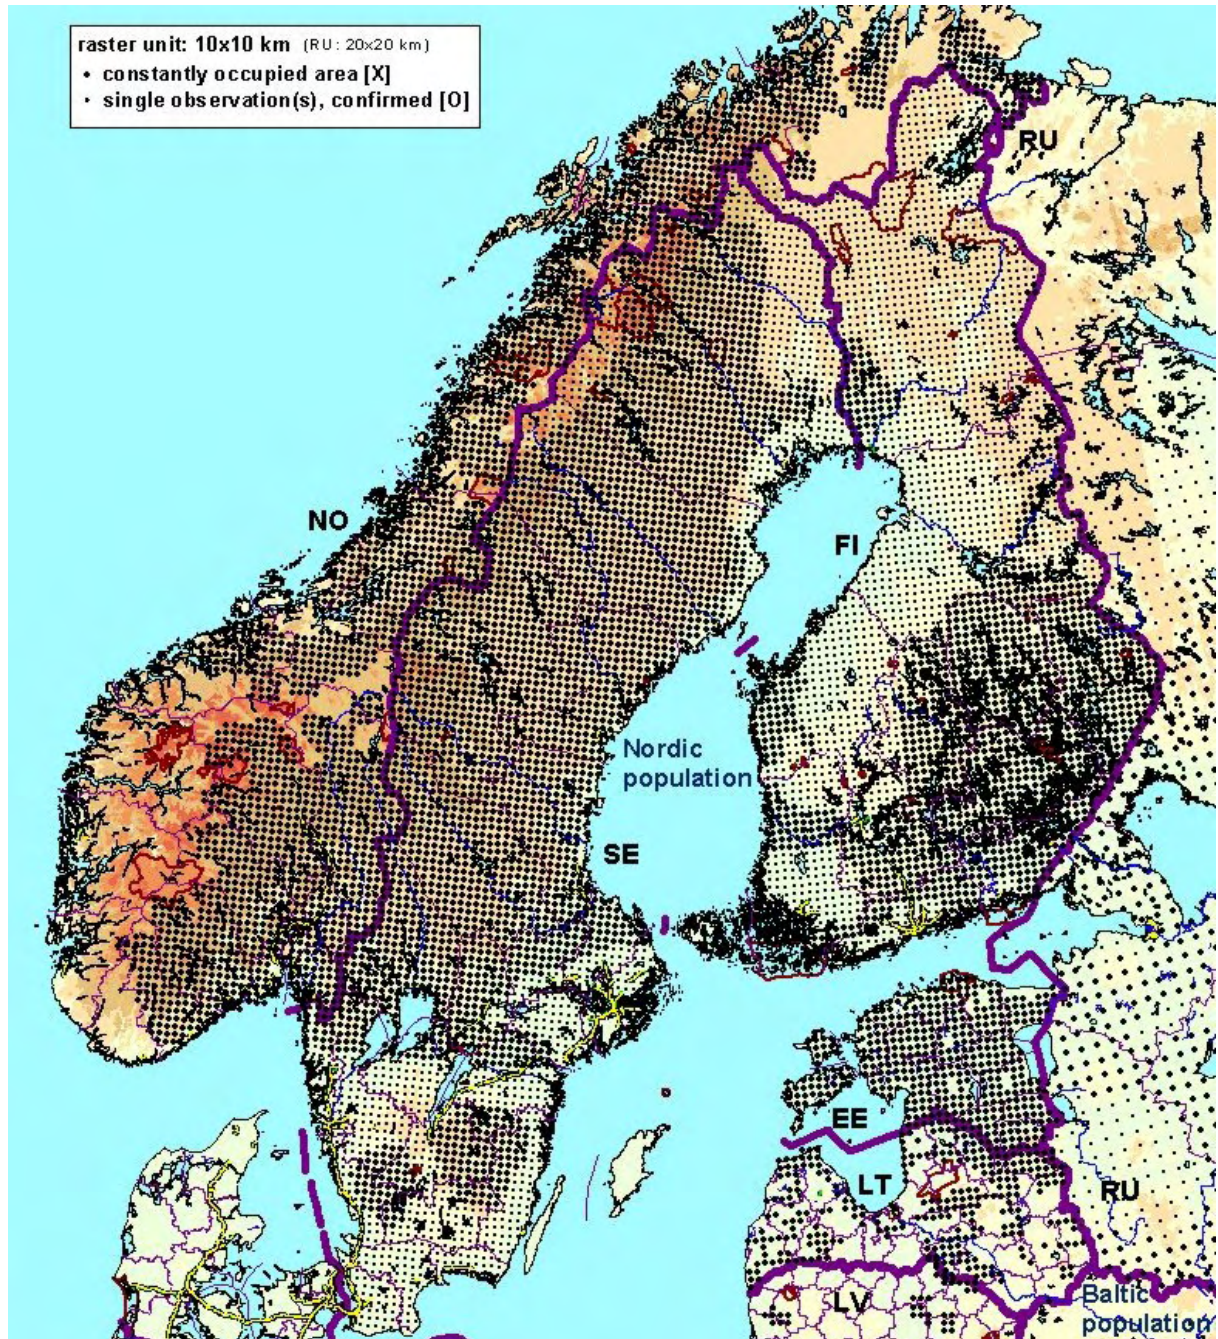 raster unit: 10x10 km (RU: 20x20 km)
• constantly occupied area [X]
• single observation(s), confirmed [O]
RU
NO
FI
Nordic
population
SE
EE
LT
RU
LV
Baltic
population